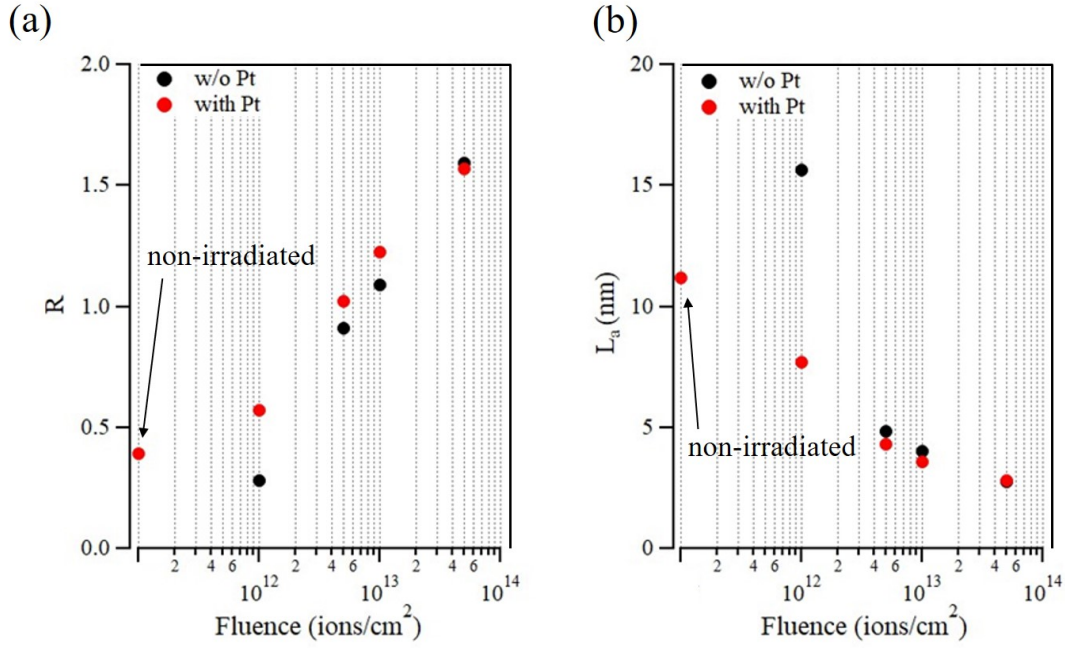 (a)
2.0
1.5
1.0
0.5
0.0
R
w/o Pt
with Pt
non-irradiated
2 4 6 2 4 6 2 4 6
10^12 10^13 10^14
Fluence (ions/cm^2)
(b)
20
15
10
5
0
L_a (nm)
w/o Pt
with Pt
non-irradiated
2 4 6 2 4 6 2 4 6
10^12 10^13 10^14
Fluence (ions/cm^2)